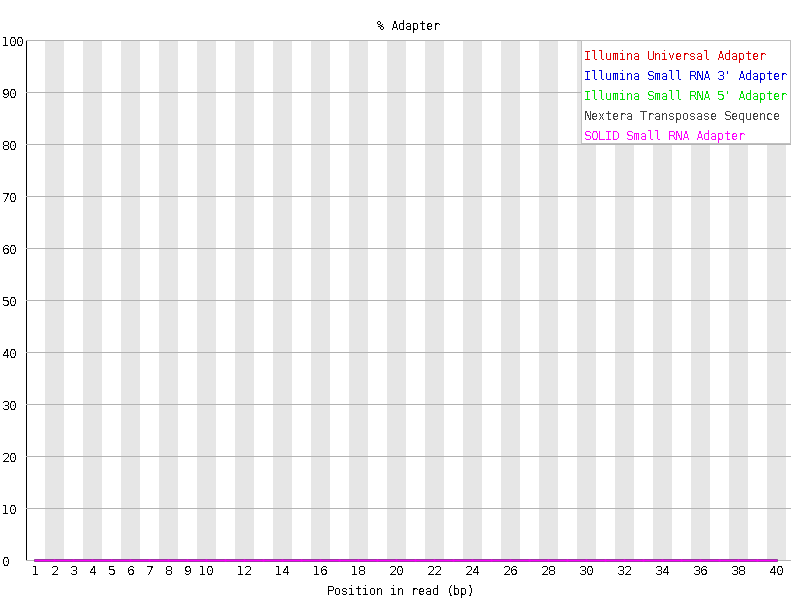 % Adapter
Illumina Universal Adapter
Illumina Small RNA 3' Adapter
Illumina Small RNA 5' Adapter
Nextera Transposase Sequence
SOLID Small RNA Adapter
100
90
80
70
60
50
40
30
20
10
0
1 2 3 4 5 6 7 8 9 10 12 14 16 18 20 22 24 26 28 30 32 34 36 38 40
Position in read (bp)